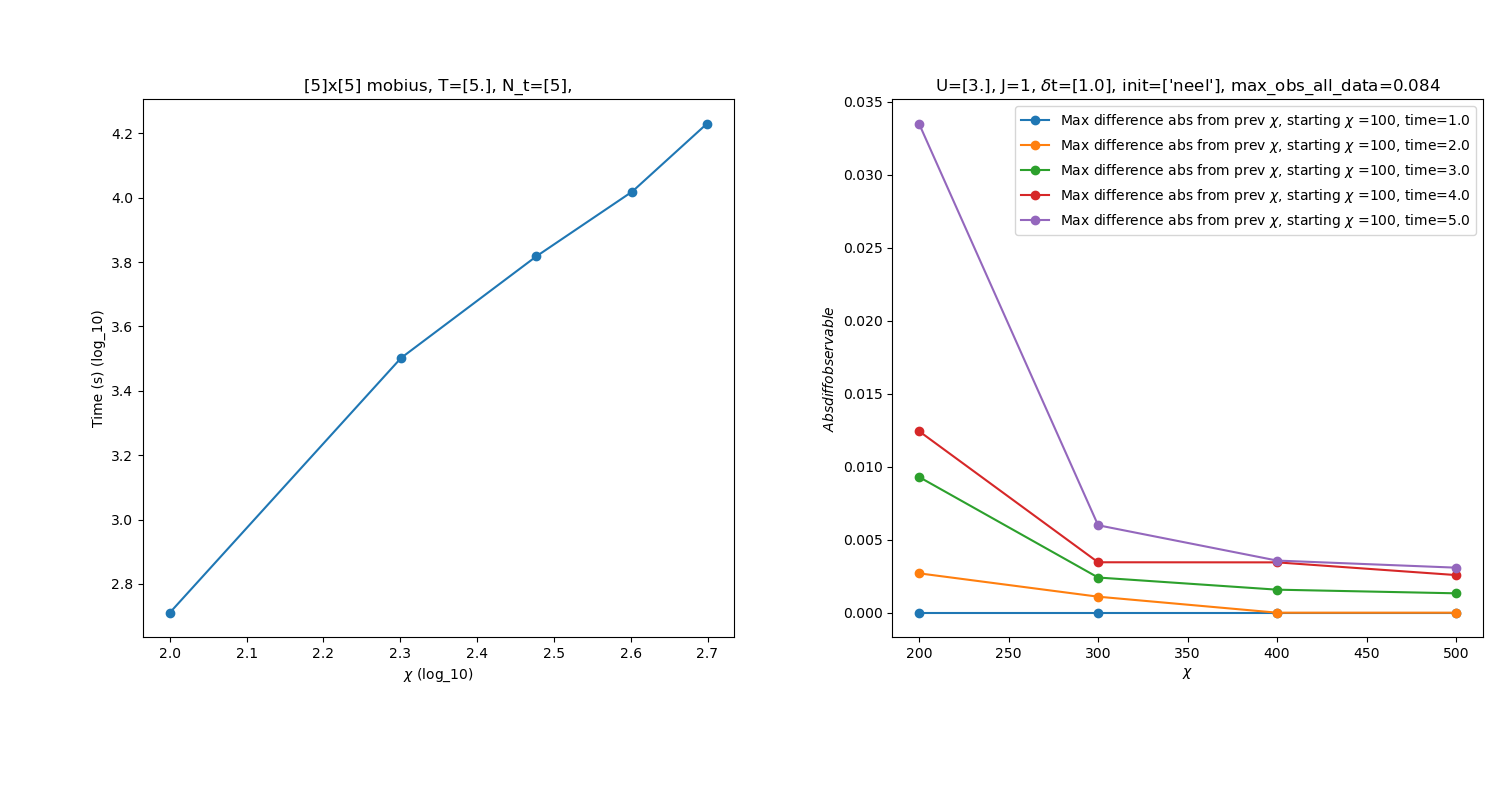 [5]x[5] mobius, T=[5.], N_t=[5],
Time (s) (log_10)
4.2
4.0
3.8
3.6
3.4
3.2
3.0
2.8
2.0 2.1 2.2 2.3 2.4 2.5 2.6 2.7
χ (log_10)
U=[3.], J=1, δt=[1.0], init=['neel'], max_obs_all_data=0.084
Absdiffobservable
0.035
0.030
0.025
0.020
0.015
0.010
0.005
0.000
Max difference abs from prev χ, starting χ =100, time=1.0
Max difference abs from prev χ, starting χ =100, time=2.0
Max difference abs from prev χ, starting χ =100, time=3.0
Max difference abs from prev χ, starting χ =100, time=4.0
Max difference abs from prev χ, starting χ =100, time=5.0
200 250 300 350 400 450 500
χ